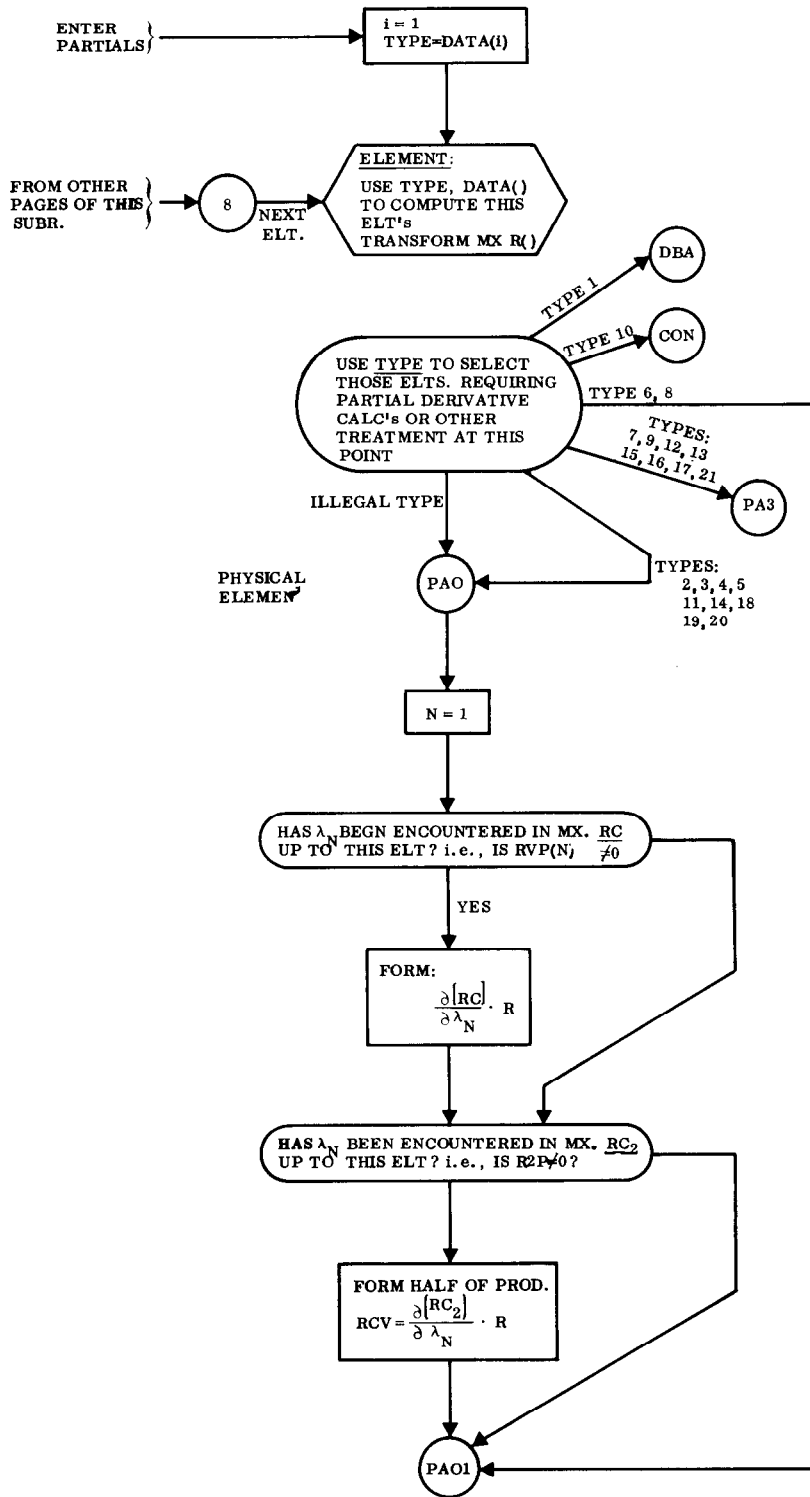 ENTER
PARTIALS
i = 1
TYPE=DATA(i)
FROM OTHER
PAGES OF THIS
SUBR.
8
NEXT
ELT.
ELEMENT:
USE TYPE, DATA()
TO COMPUTE THIS
ELT's
TRANSFORM MX R()
TYPE 1
DBA
TYPE 10
CON
USE TYPE TO SELECT
THOSE ELTS. REQUIRING
PARTIAL DERIVATIVE
CALC's OR OTHER
TREATMENT AT THIS
POINT
TYPE 6, 8
TYPES:
7, 9, 12, 13
15, 16, 17, 21
PA3
ILLEGAL TYPE
PHYSICAL
ELEMEN
PAO
TYPES:
2, 3, 4, 5
11, 14, 18
19, 20
N = 1
HAS λN BEGN ENCOUNTERED IN MX. RC
UP TO THIS ELT? i.e., IS RVP(N) ≠0
YES
FORM:
∂[RC]
∂ λN · R
HAS λN BEEN ENCOUNTERED IN MX. RC2
UP TO THIS ELT? i.e., IS R2P≠0?
FORM HALF OF PROD.
RCV = ∂(RC2)
∂ λN · R
PAO1